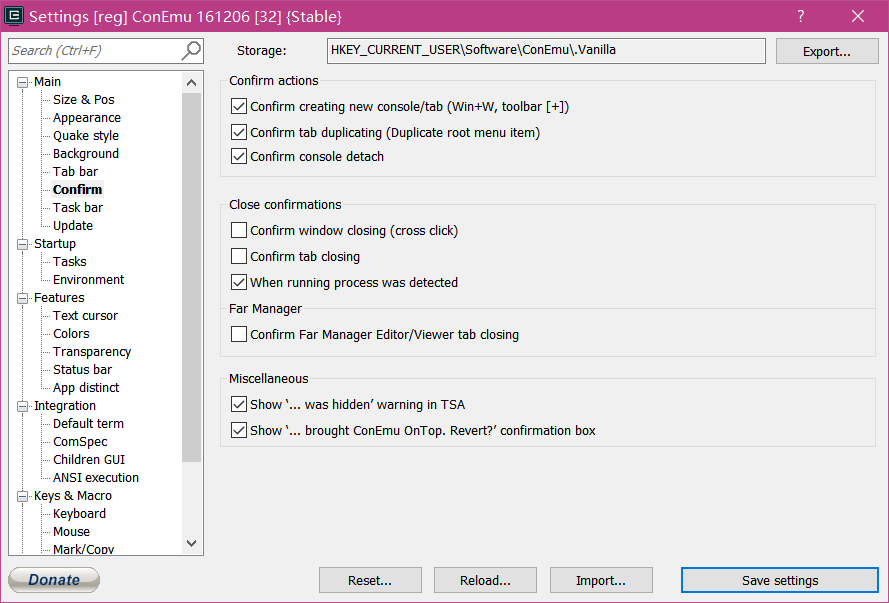 Settings [reg] ConEmu 161206 [32] {Stable}
?
Search (Ctrl+F)
Storage:
HKEY_CURRENT_USER\Software\ConEmu\.Vanilla
Export...
Main
Size & Pos
Appearance
Quake style
Background
Tab bar
Confirm
Task bar
Update
Startup
Tasks
Environment
Features
Text cursor
Colors
Transparency
Status bar
App distinct
Integration
Default term
ComSpec
Children GUI
ANSI execution
Keys & Macro
Keyboard
Mouse
Mark/Copy
Confirm actions
Confirm creating new console/tab (Win+W, toolbar [+])
Confirm tab duplicating (Duplicate root menu item)
Confirm console detach
Close confirmations
Confirm window closing (cross click)
Confirm tab closing
When running process was detected
Far Manager
Confirm Far Manager Editor/Viewer tab closing
Miscellaneous
Show ‘... was hidden’ warning in TSA
Show ‘... brought ConEmu OnTop. Revert?’ confirmation box
Donate
Reset...
Reload...
Import...
Save settings